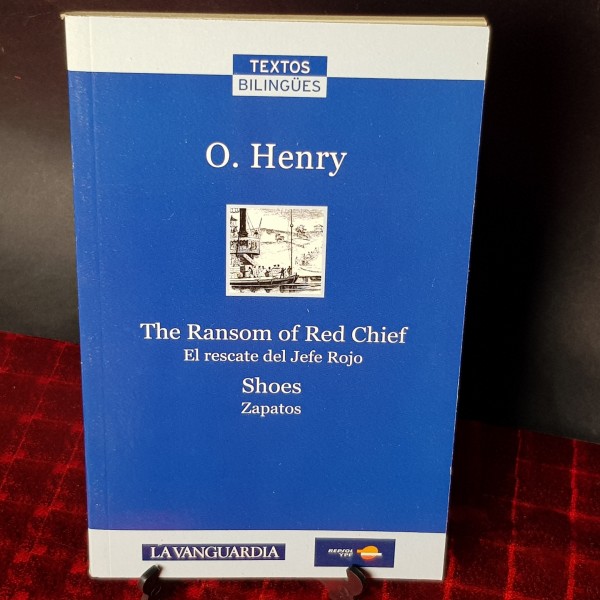 TEXTOS
BILINGÜES
O. Henry
The Ransom of Red Chief
El rescate del Jefe Rojo
Shoes
Zapatos
LA VANGUARDIA
REPSOL
YPF